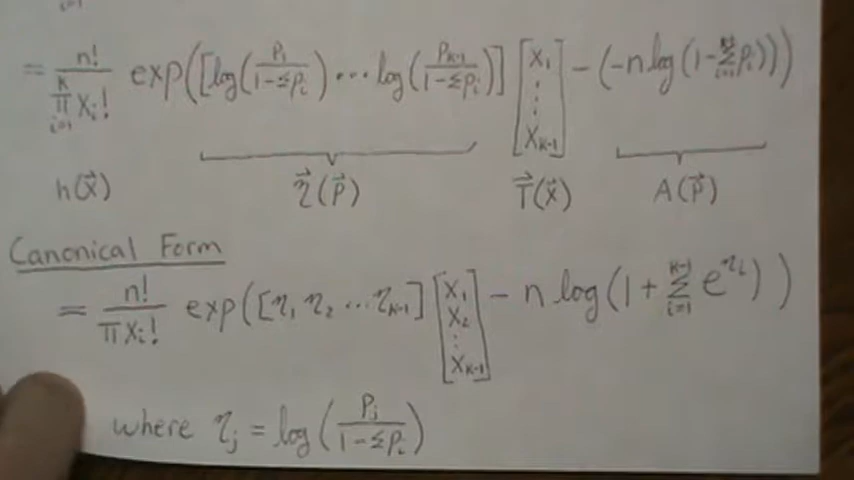 i=1
= n! / ∏_{i=1}^{k} x_i! exp([log(p_1 / 1-Σp_i) ··· log(p_{k-1} / 1-Σp_i)] [x_1 ⋮ x_{k-1}] - (-n log(1 - Σ_{i=1}^{k-1} p_i)))
h(x⃗) η⃗(p⃗) T⃗(x⃗) A(p⃗)
Canonical Form
= n! / ∏ x_i! exp([η_1 η_2 ··· η_{k-1}] [x_1 x_2 ⋮ x_{k-1}] - n log(1 + Σ_{i=1}^{k-1} e^{η_i}))
where η_j = log(p_j / 1-Σp_i)